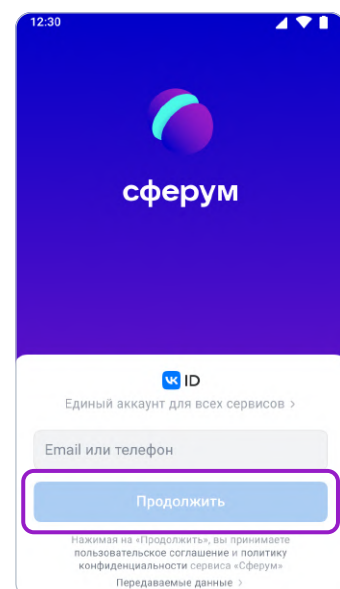 12:30
сферум
VK ID
Единый аккаунт для всех сервисов >
Email или телефон
Продолжить
Нажимая на «Продолжить», вы принимаете
пользовательское соглашение и политику
конфиденциальности сервиса «Сферум»
Передаваемые данные >